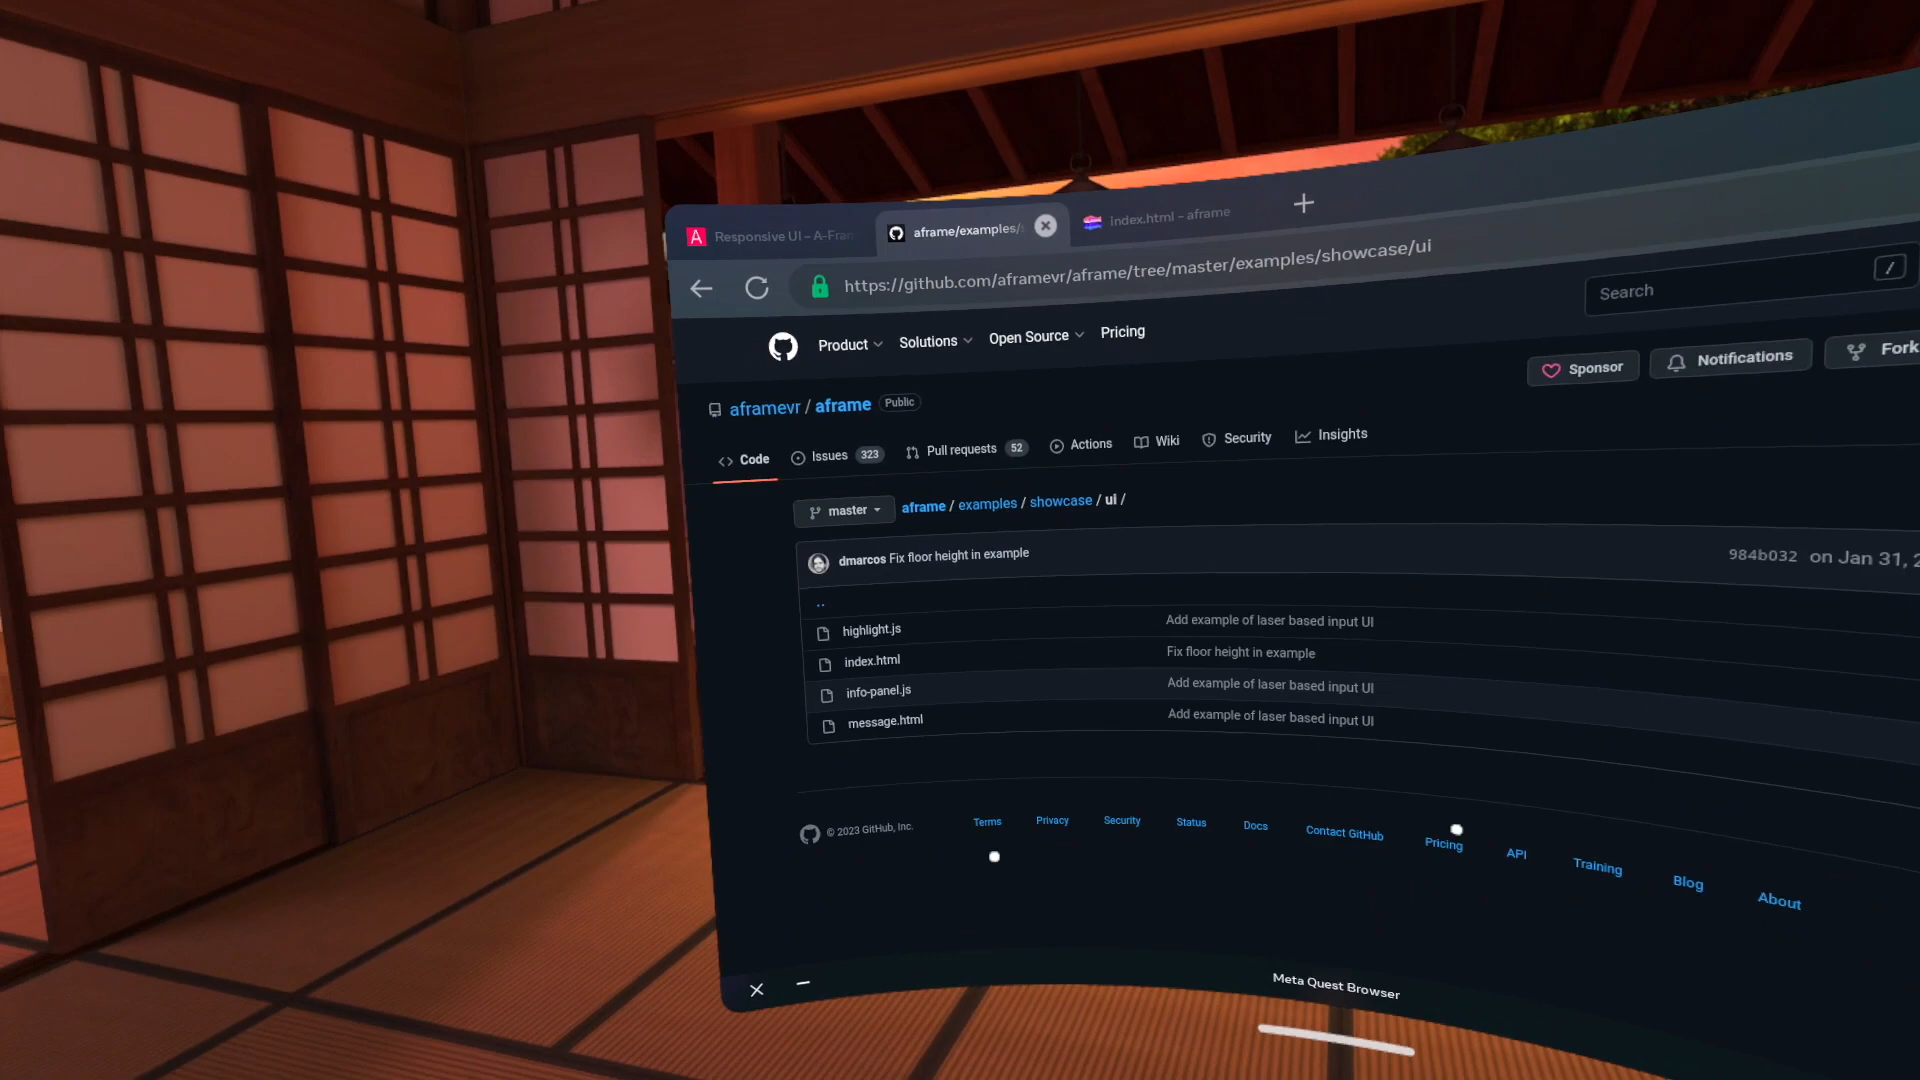 A Responsive UI – A-Fram
aframe/examples/s
index.html – aframe
https://github.com/aframevr/aframe/tree/master/examples/showcase/ui
Search /
Product Solutions Open Source Pricing
Sponsor Notifications Fork
aframevr / aframe Public
Code Issues 323 Pull requests 52 Actions Wiki Security Insights
master aframe / examples / showcase / ui /
dmarcos Fix floor height in example 984b032 on Jan 31, 2
..
highlight.js Add example of laser based input UI
index.html Fix floor height in example
info-panel.js Add example of laser based input UI
message.html Add example of laser based input UI
© 2023 GitHub, Inc. Terms Privacy Security Status Docs Contact GitHub Pricing API Training Blog About
Meta Quest Browser